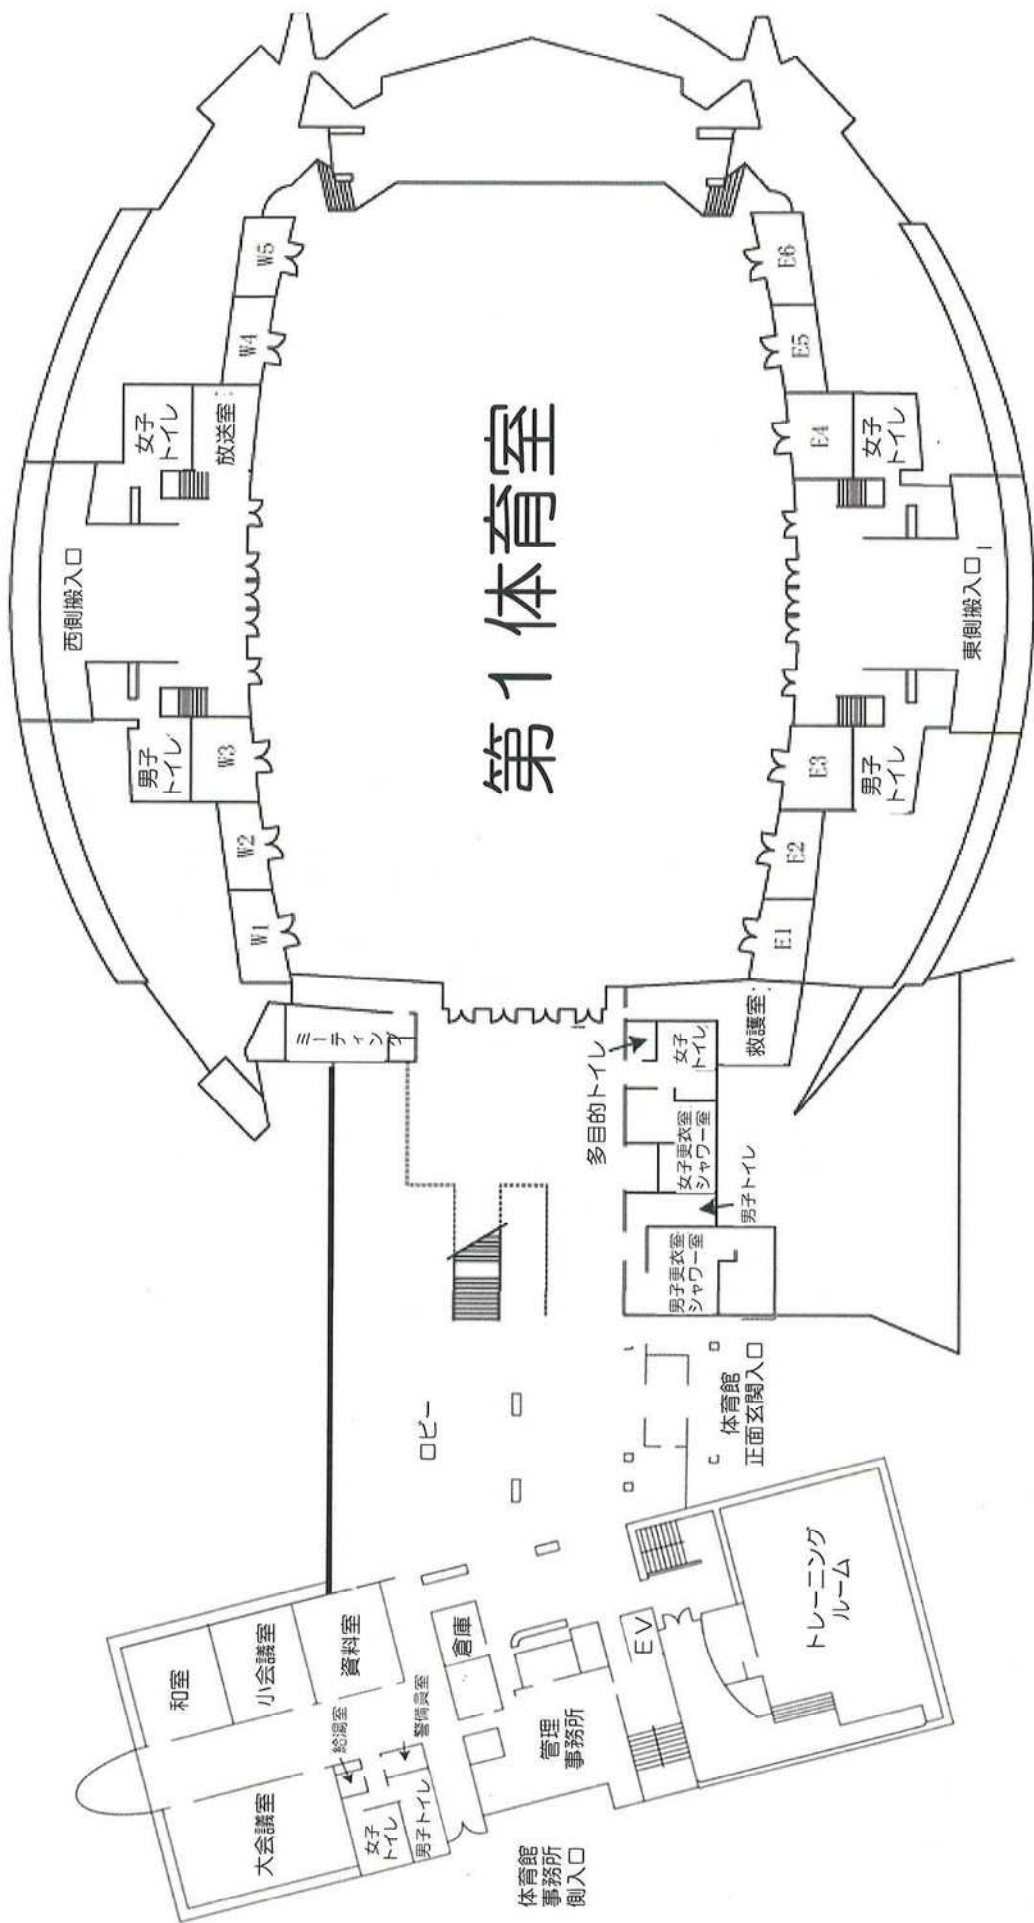 西側搬入口
女子
トイレ
放送室
男子
トイレ
W1
W2
W3
W4
W5
第1体育室
E1
E2
E3
E4
E5
E6
男子
トイレ
女子
トイレ
東側搬入口
ミーティング
多目的トイレ
女子
トイレ
救護室
女子更衣室
シャワー室
男子トイレ
男子更衣室
シャワー室
ロビー
体育館
正面玄関入口
和室
小会議室
資料室
倉庫
大会議室
給湯室
警備員室
女子
トイレ
男子トイレ
管理
事務所
EV
トレーニング
ルーム
体育館
事務所
側入口